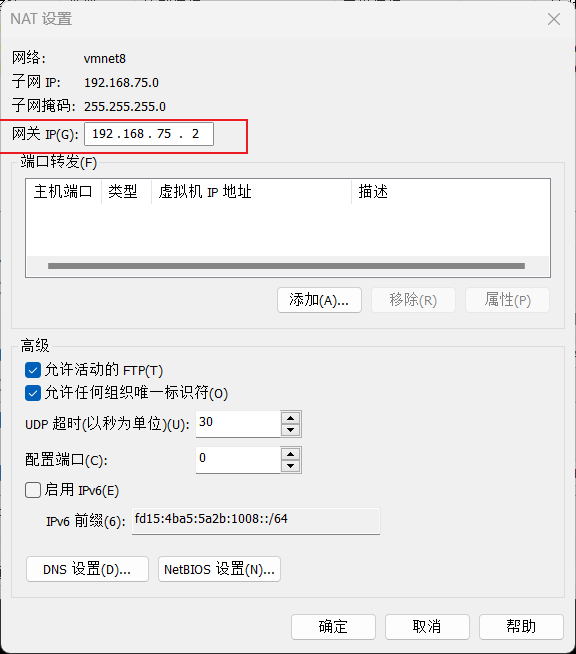 NAT 设置
网络: vmnet8
子网 IP: 192.168.75.0
子网掩码: 255.255.255.0
网关 IP(G): 192 . 168 . 75 . 2
端口转发(F)
主机端口 类型 虚拟机 IP 地址 描述
添加(A)... 移除(R) 属性(P)
高级
允许活动的 FTP(T)
允许任何组织唯一标识符(O)
UDP 超时(以秒为单位)(U): 30
配置端口(C): 0
启用 IPv6(E)
IPv6 前缀(6): fd15:4ba5:5a2b:1008::/64
DNS 设置(D)... NetBIOS 设置(N)...
确定 取消 帮助